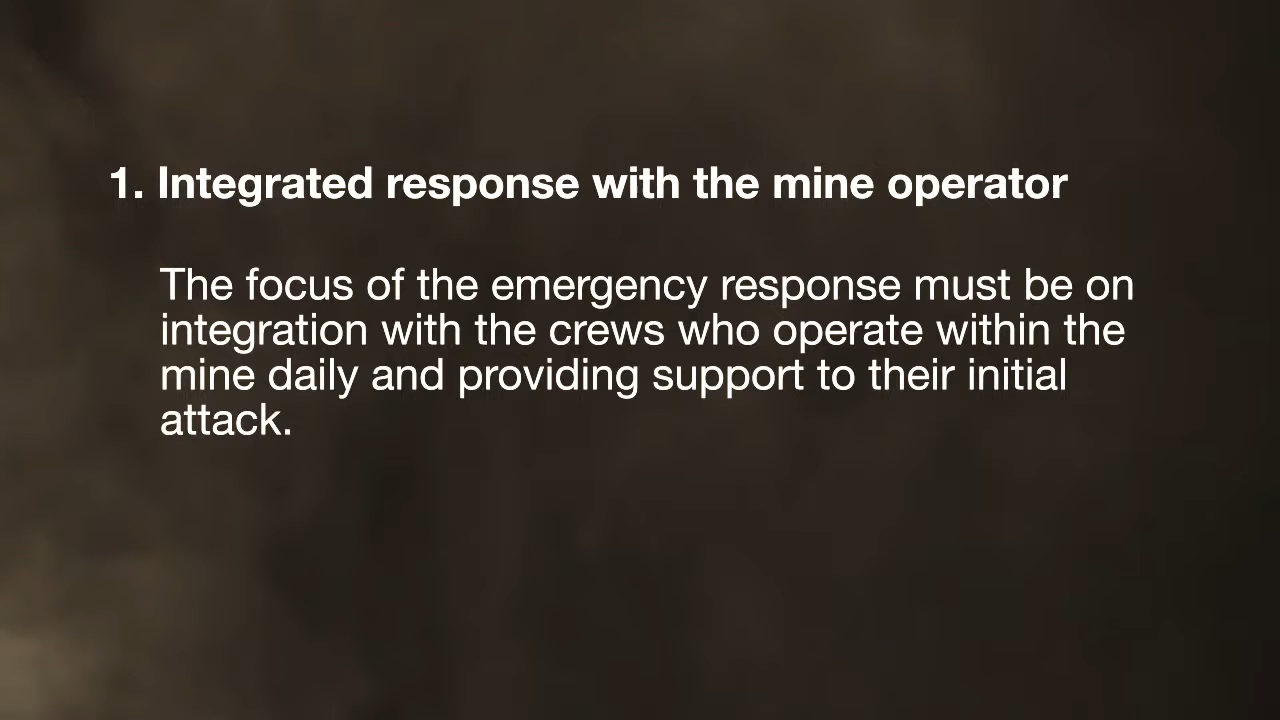 1. Integrated response with the mine operator
The focus of the emergency response must be on
integration with the crews who operate within the
mine daily and providing support to their initial
attack.